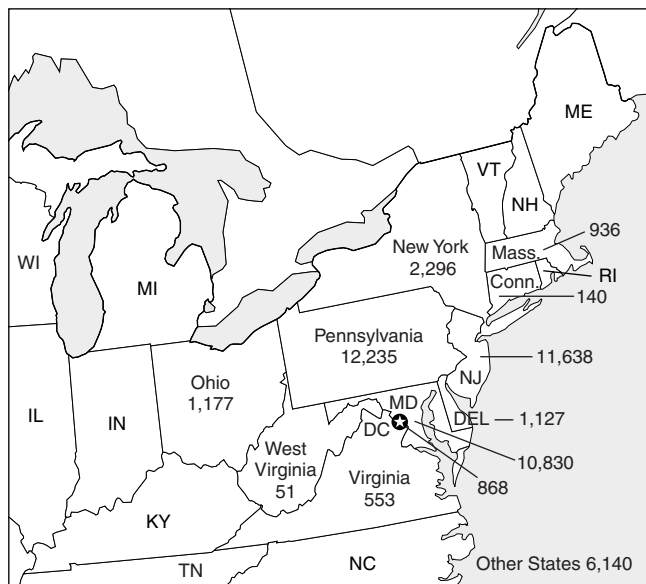 ME
VT
NH
936
New York
2,296
Mass.
WI
RI
MI
Conn.
140
Pennsylvania
12,235
11,638
NJ
Ohio
1,177
IL
IN
MD
DEL
1,127
DC
West
Virginia
51
10,830
868
Virginia
553
KY
TN
NC
Other States 6,140